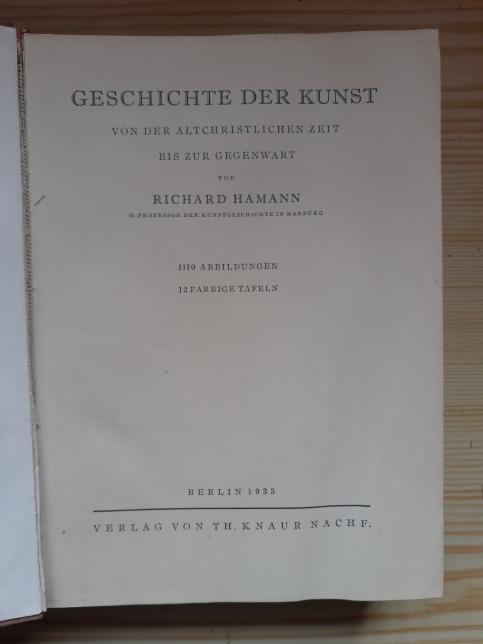 GESCHICHTE DER KUNST
VON DER ALTCHRISTLICHEN ZEIT
BIS ZUR GEGENWART
VON
RICHARD HAMANN
O. PROFESSOR DER KUNSTGESCHICHTE IN MARBURG
1110 ABBILDUNGEN
12 FARBIGE TAFELN
BERLIN 1933
VERLAG VON TH. KNAUR NACHF.